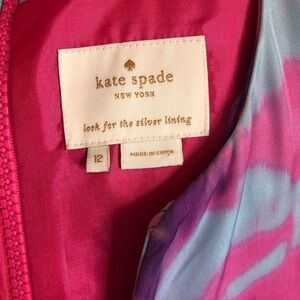 kate spade
NEW YORK
look for the silver lining
12
MADE IN CHINA